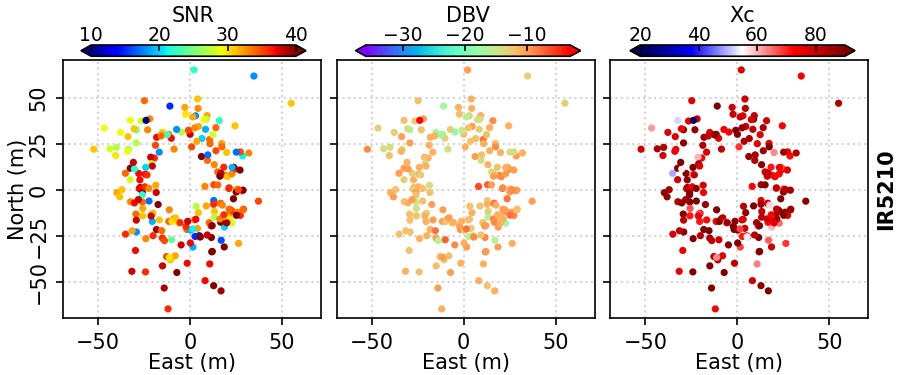 SNR DBV Xc
10 20 30 40 −30 −20 −10 20 40 60 80
50
25
0
−25
−50
North (m)
−50 0 50 −50 0 50 −50 0 50
East (m) East (m) East (m)
IR5210